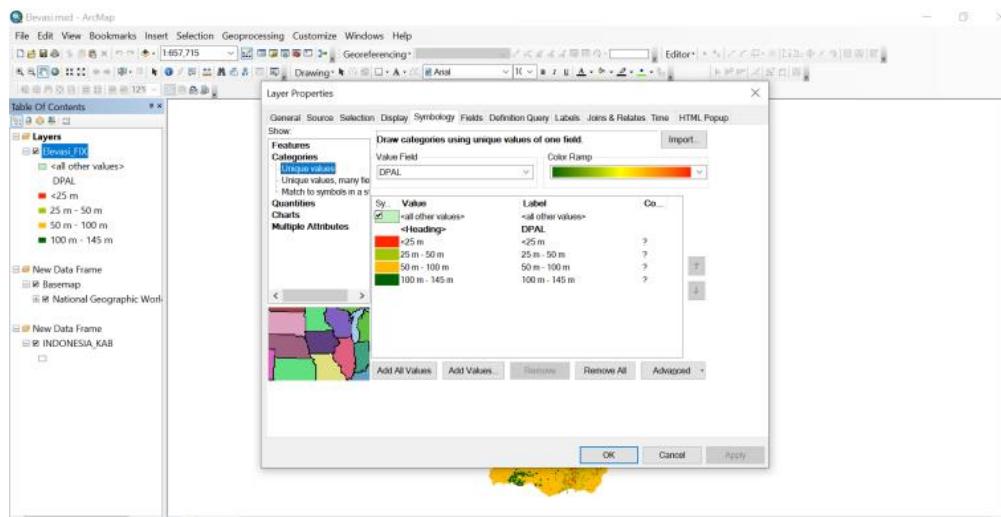 Elevasi.mxd - ArcMap
File Edit View Bookmarks Insert Selection Geoprocessing Customize Windows Help
1:657,715 Georeferencing Editor
Drawing A Arial 10 B I U A
Table Of Contents
Layers
Elevasi_FIX
<all other values>
DPAL
<25 m
25 m - 50 m
50 m - 100 m
100 m - 145 m
New Data Frame
Basemap
National Geographic Worl
New Data Frame
INDONESIA_KAB
Layer Properties
General Source Selection Display Symbology Fields Definition Query Labels Joins & Relates Time HTML Popup
Show:
Features
Categories
Unique values
Unique values, many fie
Match to symbols in a s
Quantities
Charts
Multiple Attributes
Draw categories using unique values of one field.
Import...
Value Field
DPAL
Color Ramp
Sy... Value Label Co...
<all other values> <all other values>
<Heading> DPAL
<25 m <25 m ?
25 m - 50 m 25 m - 50 m ?
50 m - 100 m 50 m - 100 m ?
100 m - 145 m 100 m - 145 m ?
Add All Values Add Values... Remove Remove All Advanced
OK Cancel Apply